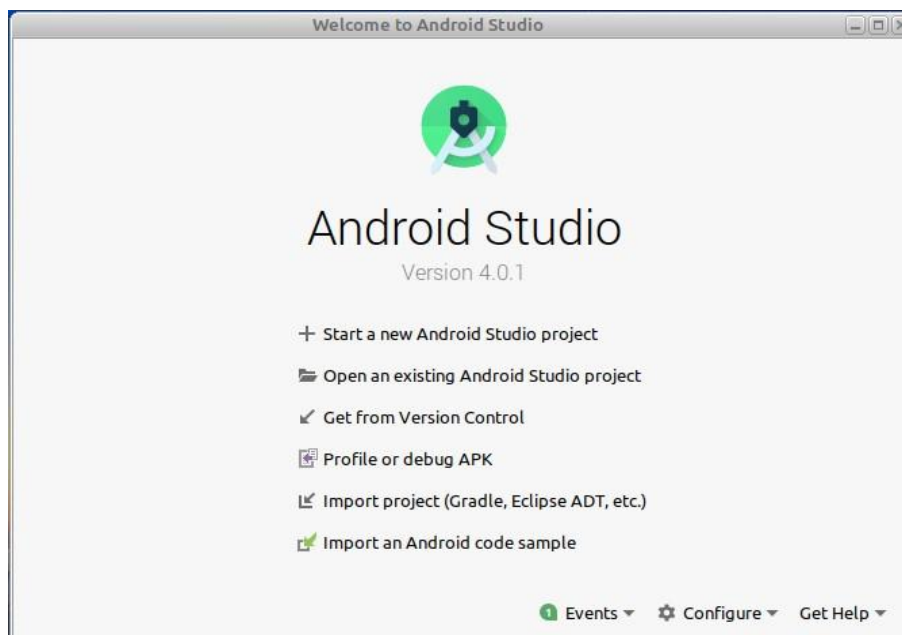 Welcome to Android Studio
Android Studio
Version 4.0.1
Start a new Android Studio project
Open an existing Android Studio project
Get from Version Control
Profile or debug APK
Import project (Gradle, Eclipse ADT, etc.)
Import an Android code sample
1 Events Configure Get Help